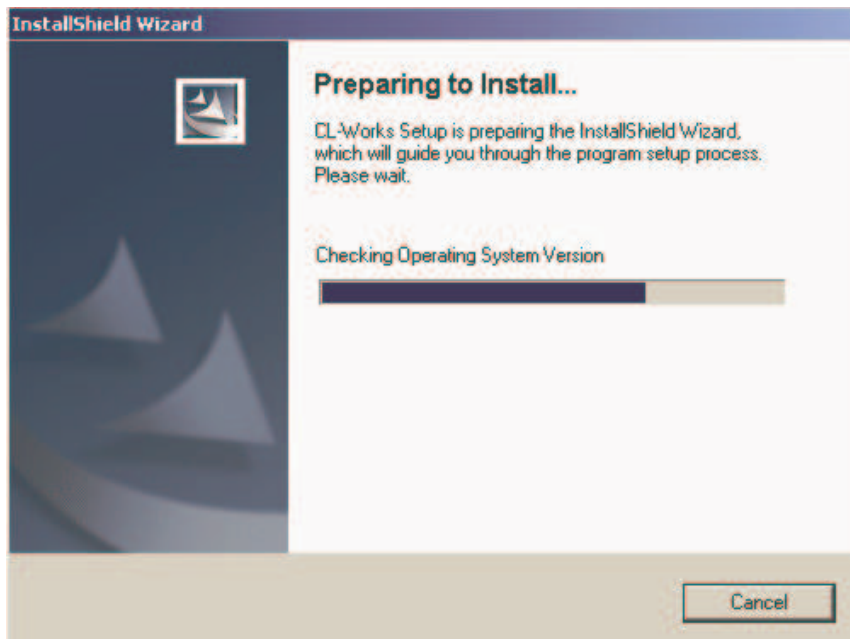 InstallShield Wizard
Preparing to Install...
CL-Works Setup is preparing the InstallShield Wizard,
which will guide you through the program setup process.
Please wait.
Checking Operating System Version
Cancel